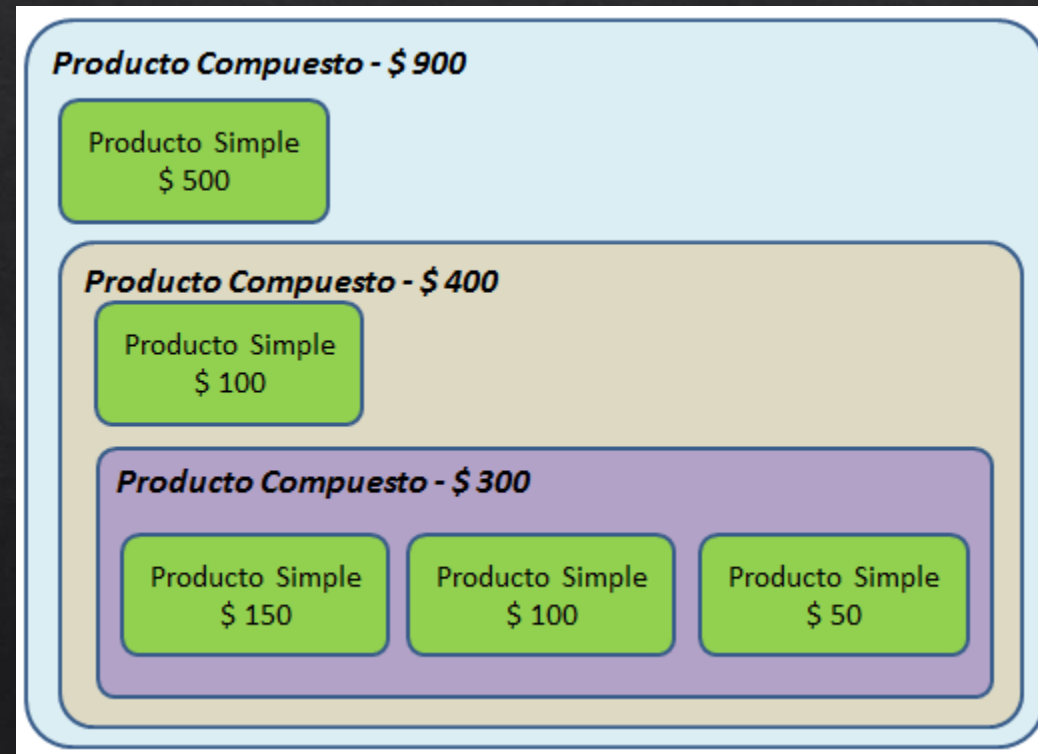 Producto Compuesto - $ 900
Producto Simple
$ 500
Producto Compuesto - $ 400
Producto Simple
$ 100
Producto Compuesto - $ 300
Producto Simple
$ 150
Producto Simple
$ 100
Producto Simple
$ 50